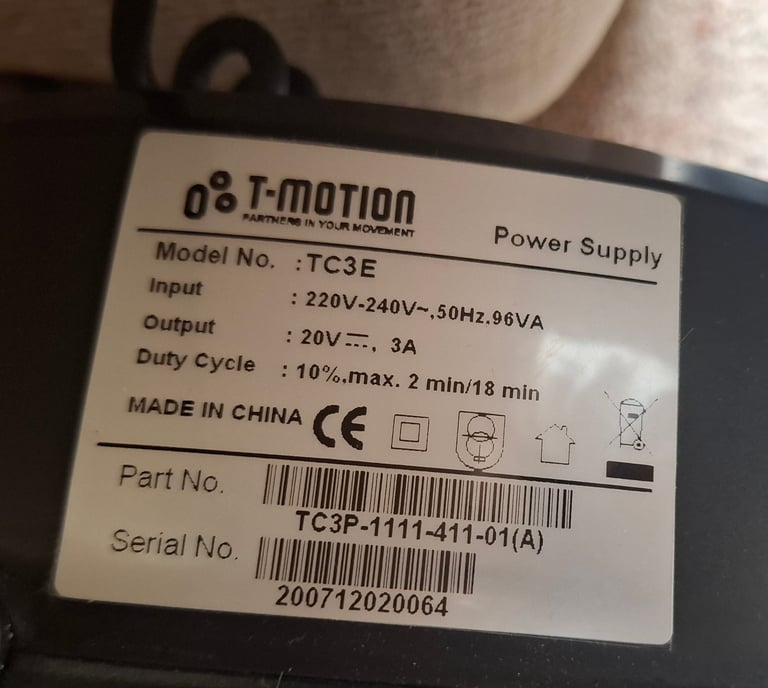 T-MOTION
PARTNERS IN YOUR MOVEMENT
Power Supply
Model No. :TC3E
Input : 220V-240V~,50Hz.96VA
Output : 20V⎓, 3A
Duty Cycle : 10%.max. 2 min/18 min
MADE IN CHINA CE
Part No.
TC3P-1111-411-01(A)
Serial No.
200712020064